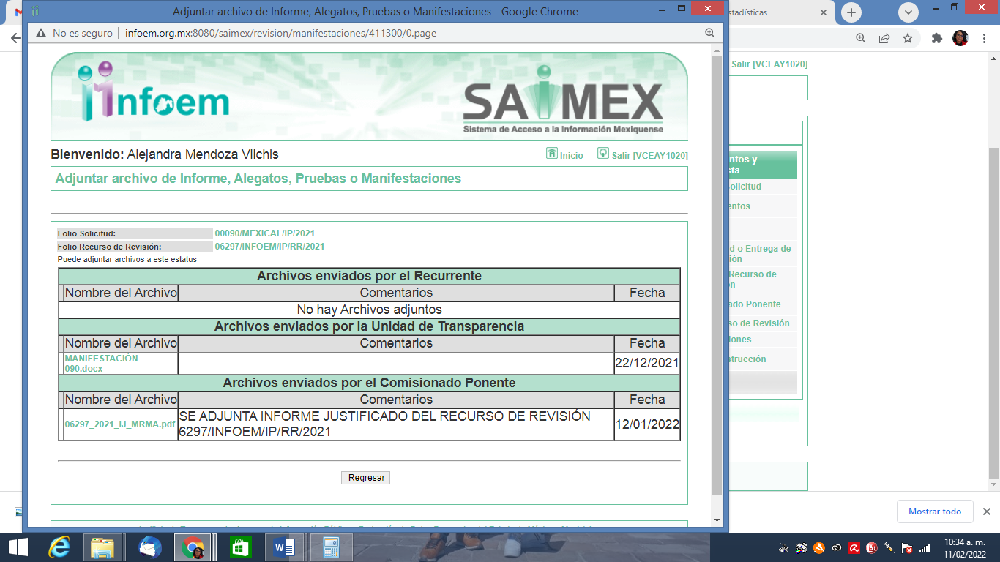 Adjuntar archivo de Informe, Alegatos, Pruebas o Manifestaciones - Google Chrome
stadísticas
No es seguro | infoem.org.mx:8080/saimex/revision/manifestaciones/411300/0.page
infoem
SAIMEX
Sistema de Acceso a la Información Mexiquense
Salir [VCEAY1020]
Bienvenido: Alejandra Mendoza Vilchis
Inicio
Salir [VCEAY1020]
Adjuntar archivo de Informe, Alegatos, Pruebas o Manifestaciones
Folio Solicitud: 00090/MEXICAL/IP/2021
Folio Recurso de Revisión: 06297/INFOEM/IP/RR/2021
Puede adjuntar archivos a este estatus
Archivos enviados por el Recurrente
Nombre del Archivo Comentarios Fecha
No hay Archivos adjuntos
Archivos enviados por la Unidad de Transparencia
Nombre del Archivo Comentarios Fecha
MANIFESTACIÓN
090.docx
22/12/2021
Archivos enviados por el Comisionado Ponente
Nombre del Archivo Comentarios Fecha
06297_2021_IJ_MRMA.pdf
SE ADJUNTA INFORME JUSTIFICADO DEL RECURSO DE REVISIÓN
6297/INFOEM/IP/RR/2021
12/01/2022
Regresar
ntos y
sta
olicitud
entos
d o Entrega de
ión
Recurso de
n
ado Ponente
so de Revisión
iones
strucción
Mostrar todo
10:34 a. m.
11/02/2022